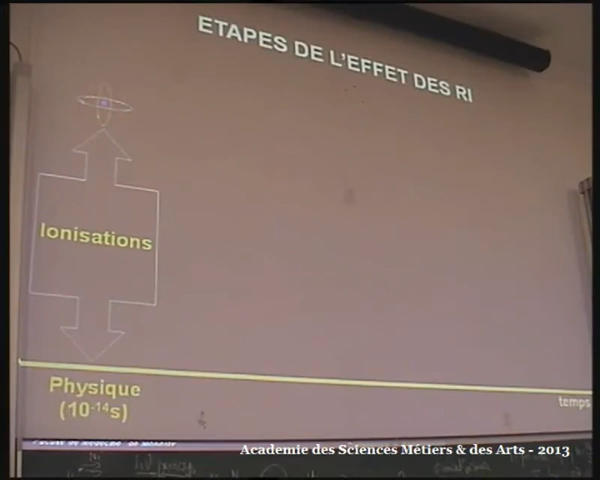 ETAPES DE L'EFFET DES RI
Ionisations
Physique
(10-14s)
temps
Academie des Sciences Métiers & des Arts - 2013